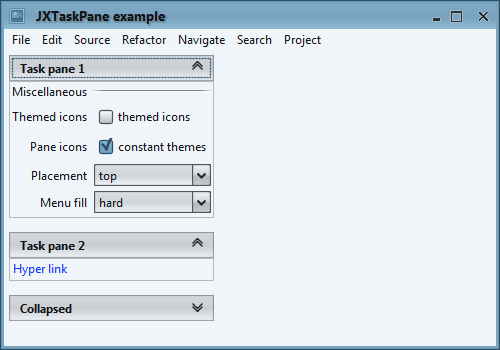 JXTaskPane example
File Edit Source Refactor Navigate Search Project
Task pane 1
Miscellaneous
Themed icons themed icons
Pane icons constant themes
Placement top
Menu fill hard
Task pane 2
Hyper link
Collapsed